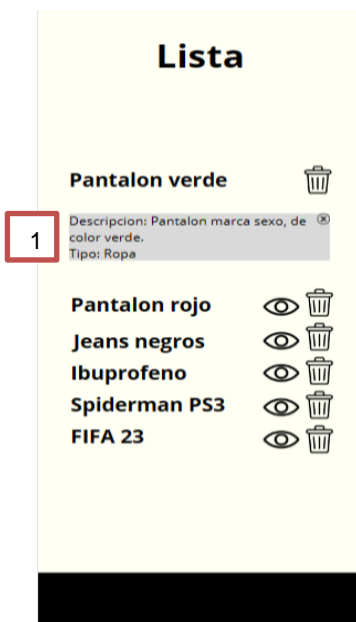 Lista
Pantalon verde
1
Descripcion: Pantalon marca sexo, de
color verde.
Tipo: Ropa
Pantalon rojo
Jeans negros
Ibuprofeno
Spiderman PS3
FIFA 23